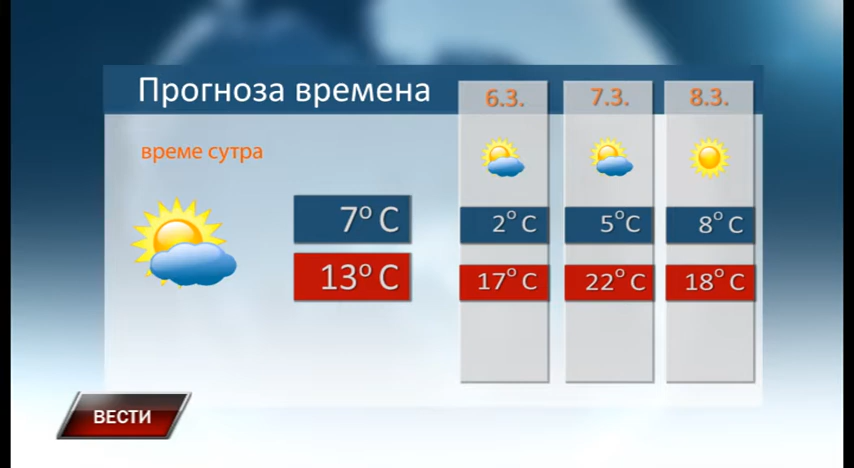 Прогноза времена
време сутра
7° C
13° C
6.3.
2° C
17° C
7.3.
5°C
22° C
8.3.
8° C
18° C
ВЕСТИ